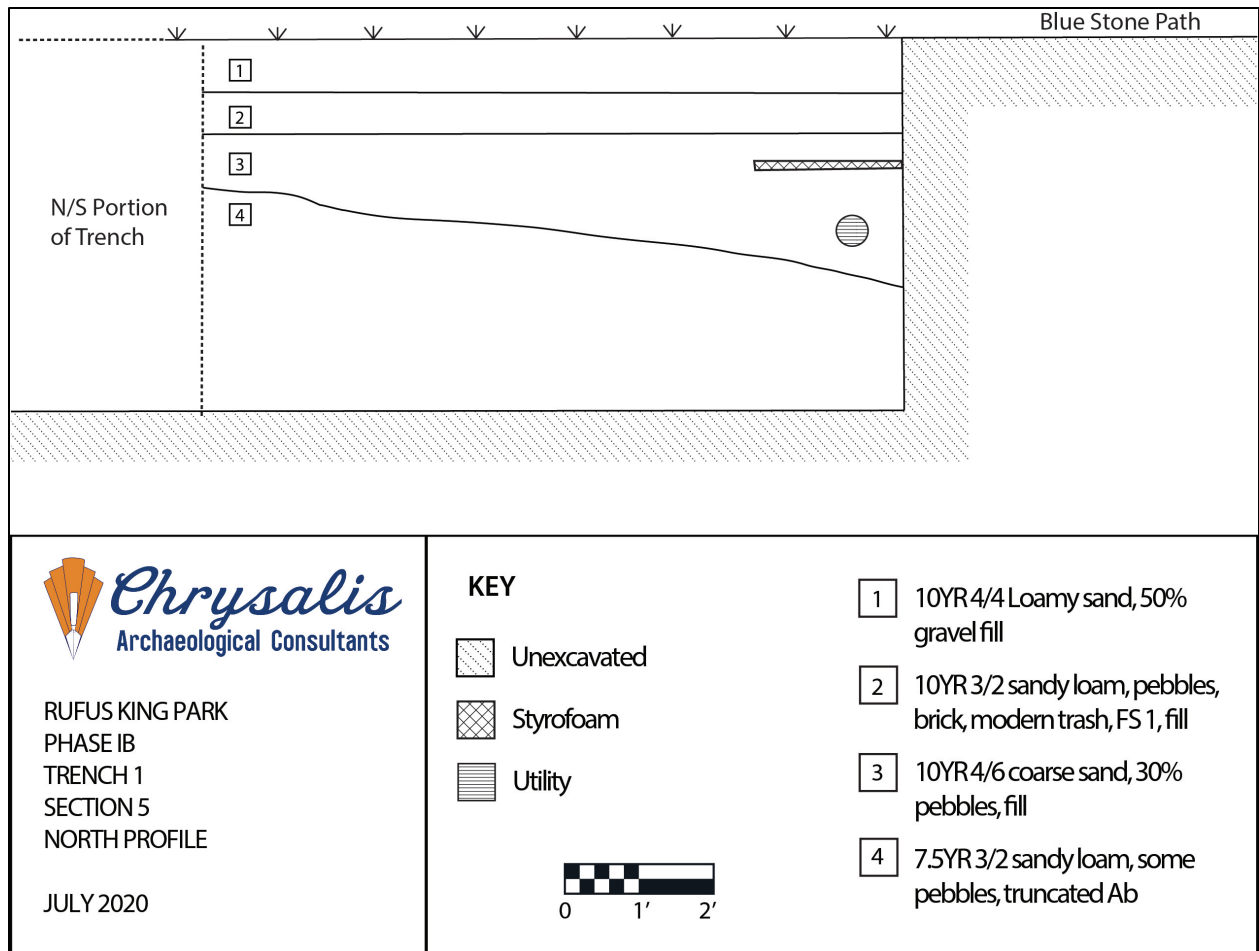 Blue Stone Path
1
2
3
4
N/S Portion
of Trench
Chrysalis
Archaeological Consultants
RUFUS KING PARK
PHASE IB
TRENCH 1
SECTION 5
NORTH PROFILE
JULY 2020
KEY
Unexcavated
Styrofoam
Utility
0 1' 2'
1 10YR 4/4 Loamy sand, 50%
gravel fill
2 10YR 3/2 sandy loam, pebbles,
brick, modern trash, FS 1, fill
3 10YR 4/6 coarse sand, 30%
pebbles, fill
4 7.5YR 3/2 sandy loam, some
pebbles, truncated Ab